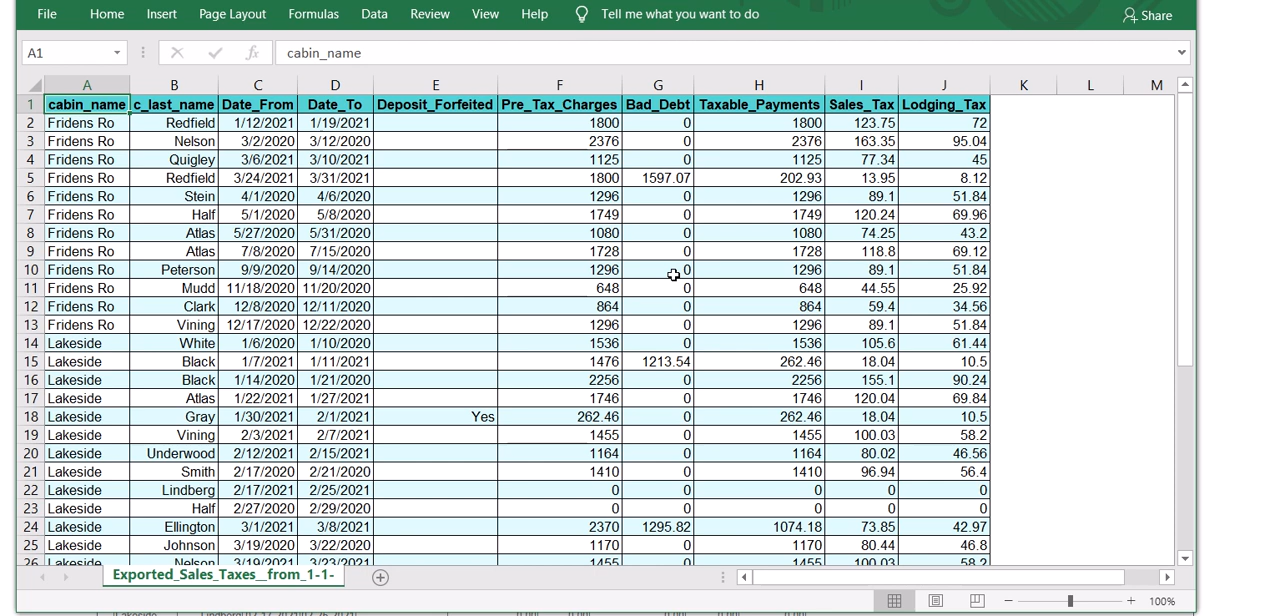 File Home Insert Page Layout Formulas Data Review View Help Tell me what you want to do Share
A1 fx cabin_name
A B C D E F G H I J K L M
1 cabin_name c_last_name Date_From Date_To Deposit_Forfeited Pre_Tax_Charges Bad_Debt Taxable_Payments Sales_Tax Lodging_Tax
2 Fridens Ro Redfield 1/12/2021 1/19/2021 1800 0 1800 123.75 72
3 Fridens Ro Nelson 3/2/2020 3/12/2020 2376 0 2376 163.35 95.04
4 Fridens Ro Quigley 3/6/2021 3/10/2021 1125 0 1125 77.34 45
5 Fridens Ro Redfield 3/24/2021 3/31/2021 1800 1597.07 202.93 13.95 8.12
6 Fridens Ro Stein 4/1/2020 4/6/2020 1296 0 1296 89.1 51.84
7 Fridens Ro Half 5/1/2020 5/8/2020 1749 0 1749 120.24 69.96
8 Fridens Ro Atlas 5/27/2020 5/31/2020 1080 0 1080 74.25 43.2
9 Fridens Ro Atlas 7/8/2020 7/15/2020 1728 0 1728 118.8 69.12
10 Fridens Ro Peterson 9/9/2020 9/14/2020 1296 0 1296 89.1 51.84
11 Fridens Ro Mudd 11/18/2020 11/20/2020 648 0 648 44.55 25.92
12 Fridens Ro Clark 12/8/2020 12/11/2020 864 0 864 59.4 34.56
13 Fridens Ro Vining 12/17/2020 12/22/2020 1296 0 1296 89.1 51.84
14 Lakeside White 1/6/2020 1/10/2020 1536 0 1536 105.6 61.44
15 Lakeside Black 1/7/2021 1/11/2021 1476 1213.54 262.46 18.04 10.5
16 Lakeside Black 1/14/2020 1/21/2020 2256 0 2256 155.1 90.24
17 Lakeside Atlas 1/22/2021 1/27/2021 1746 0 1746 120.04 69.84
18 Lakeside Gray 1/30/2021 2/1/2021 Yes 262.46 0 262.46 18.04 10.5
19 Lakeside Vining 2/3/2021 2/7/2021 1455 0 1455 100.03 58.2
20 Lakeside Underwood 2/12/2021 2/15/2021 1164 0 1164 80.02 46.56
21 Lakeside Smith 2/17/2020 2/21/2020 1410 0 1410 96.94 56.4
22 Lakeside Lindberg 2/17/2021 2/25/2021 0 0 0 0 0
23 Lakeside Half 2/27/2020 2/29/2020 0 0 0 0 0
24 Lakeside Ellington 3/1/2021 3/8/2021 2370 1295.82 1074.18 73.85 42.97
25 Lakeside Johnson 3/19/2020 3/22/2020 1170 0 1170 80.44 46.8
26 Lakeside Nelson 3/19/2021 3/23/2021 1455 0 1455 100.03 58.2
Exported_Sales_Taxes__from_1-1-
100%